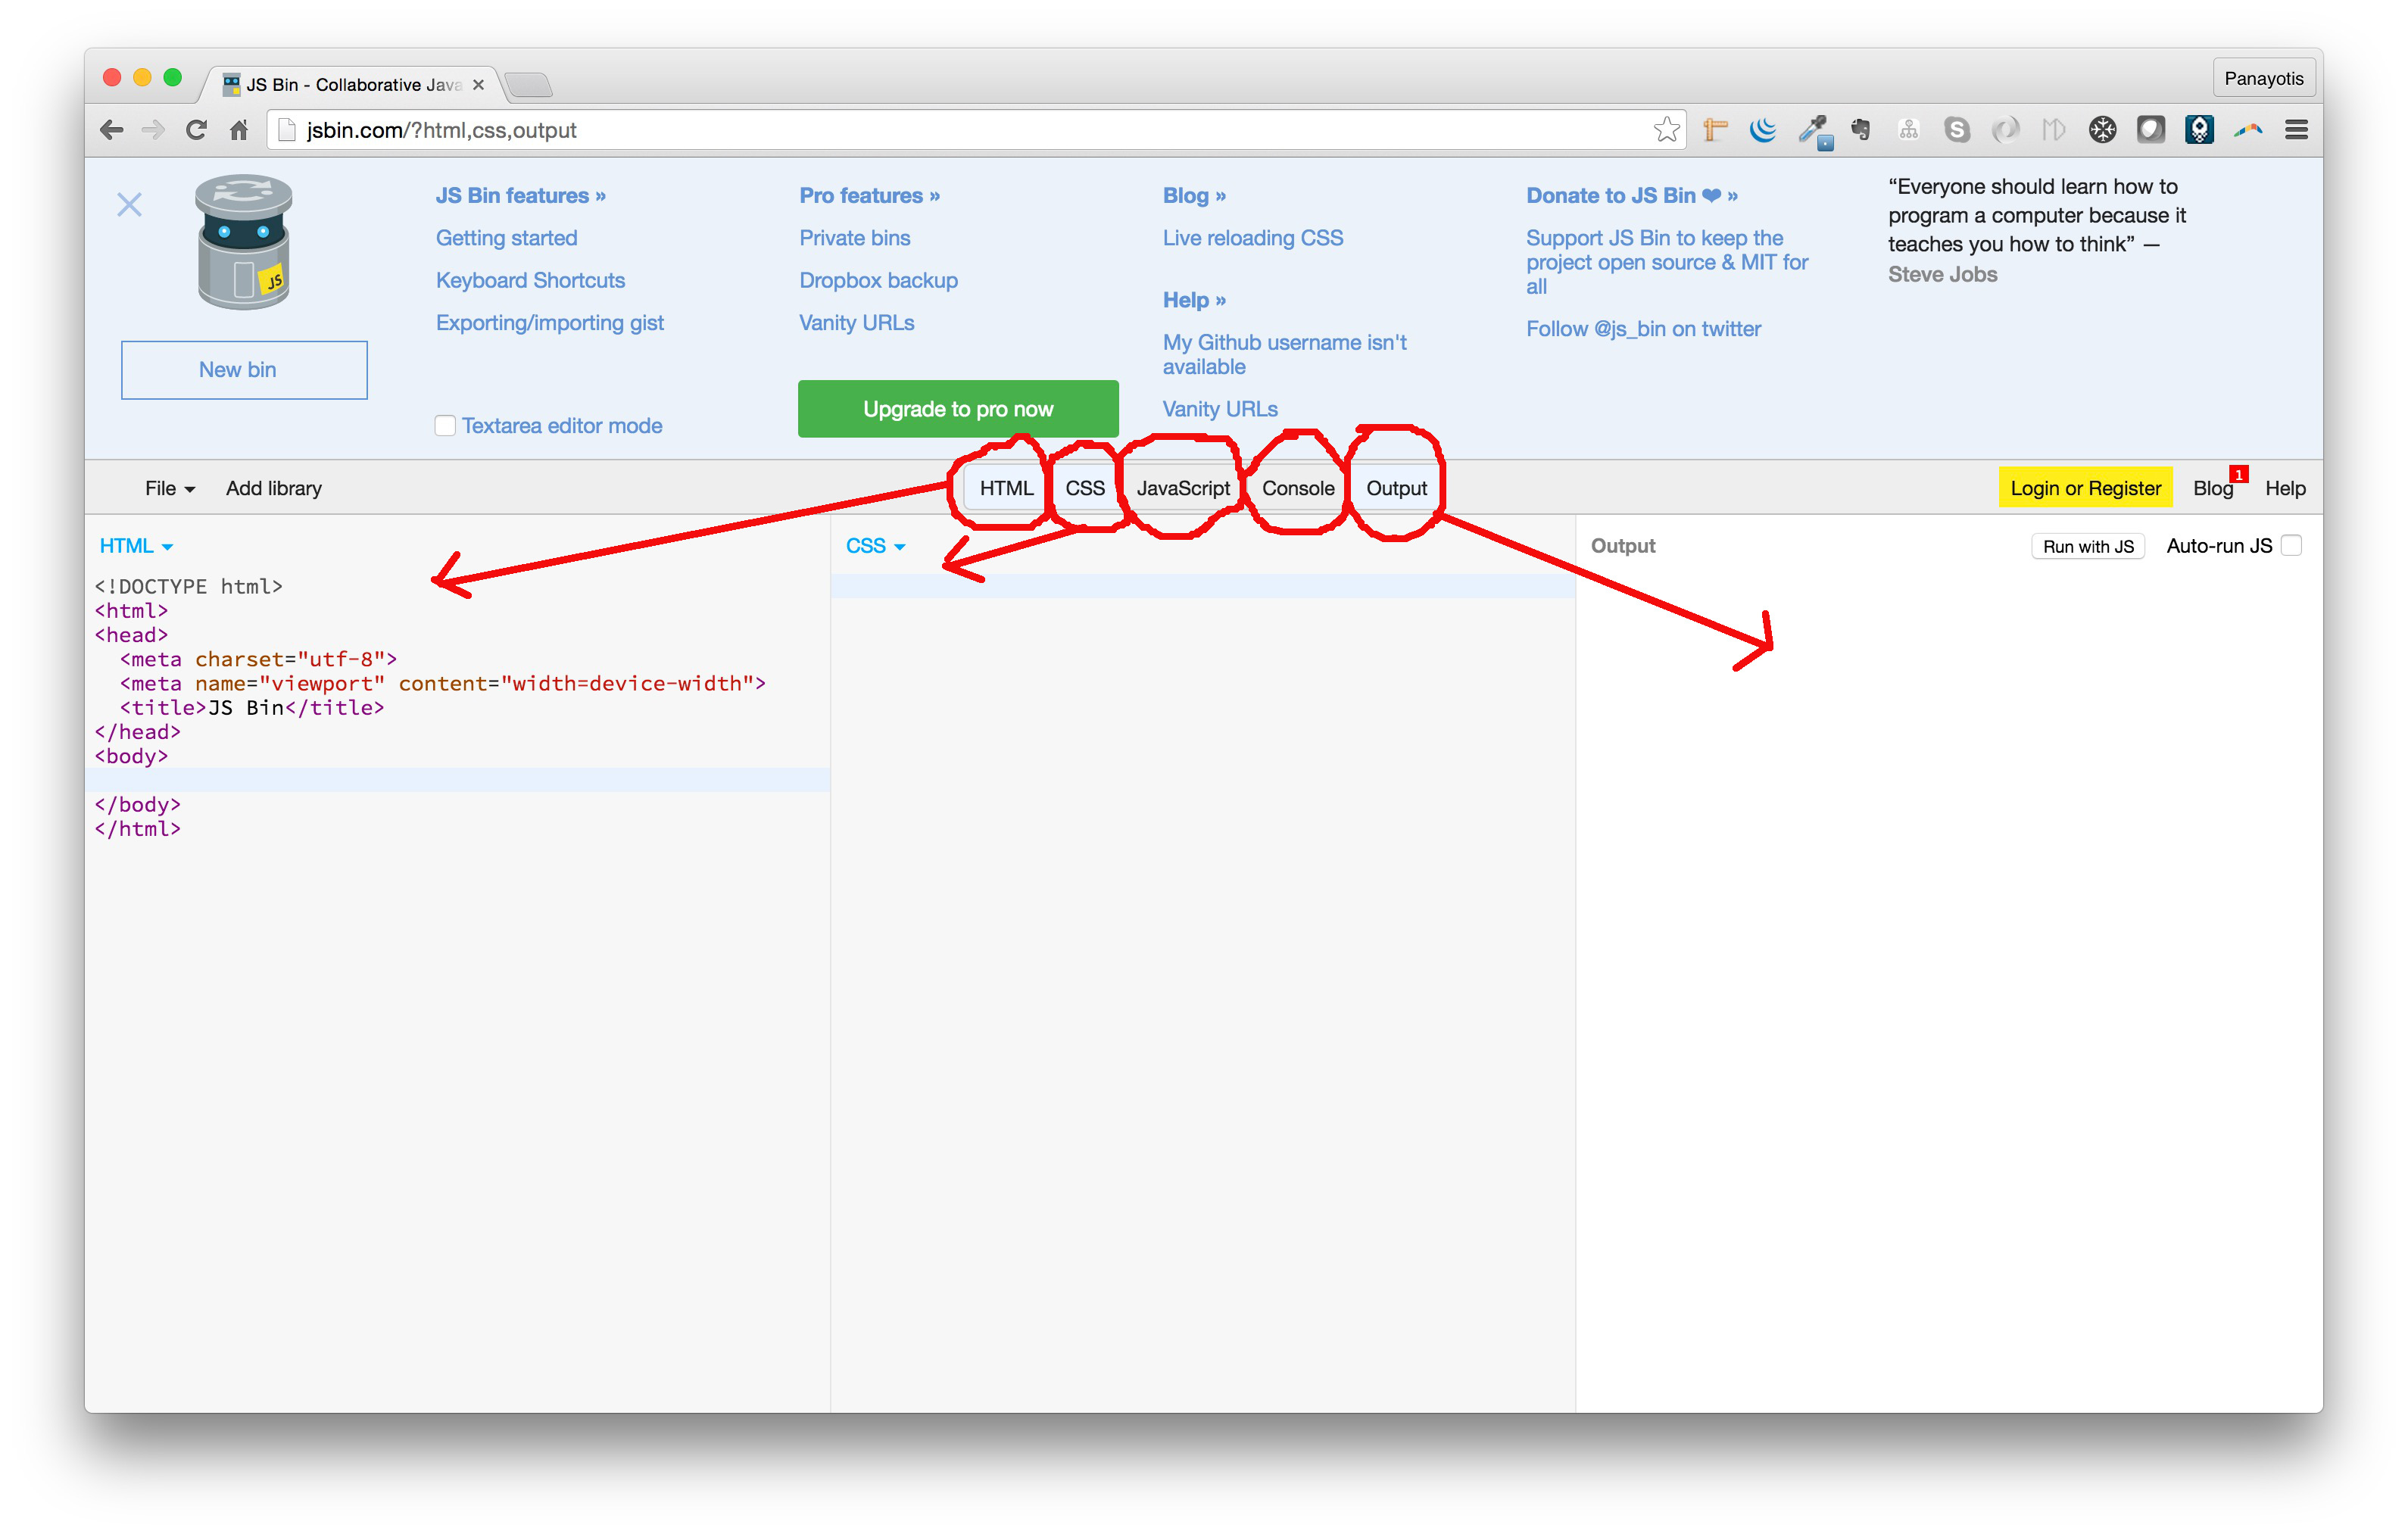 JS Bin - Collaborative Java
Panayotis
jsbin.com/?html,css,output
JS
New bin
JS Bin features »
Getting started
Keyboard Shortcuts
Exporting/importing gist
Textarea editor mode
Pro features »
Private bins
Dropbox backup
Vanity URLs
Upgrade to pro now
Blog »
Live reloading CSS
Help »
My Github username isn't
available
Vanity URLs
Donate to JS Bin ❤ »
Support JS Bin to keep the
project open source & MIT for
all
Follow @js_bin on twitter
“Everyone should learn how to
program a computer because it
teaches you how to think” —
Steve Jobs
File Add library HTML CSS JavaScript Console Output Login or Register Blog 1 Help
HTML
<!DOCTYPE html>
<html>
<head>
  <meta charset="utf-8">
  <meta name="viewport" content="width=device-width">
  <title>JS Bin</title>
</head>
<body>
</body>
</html>
CSS
Output Run with JS Auto-run JS